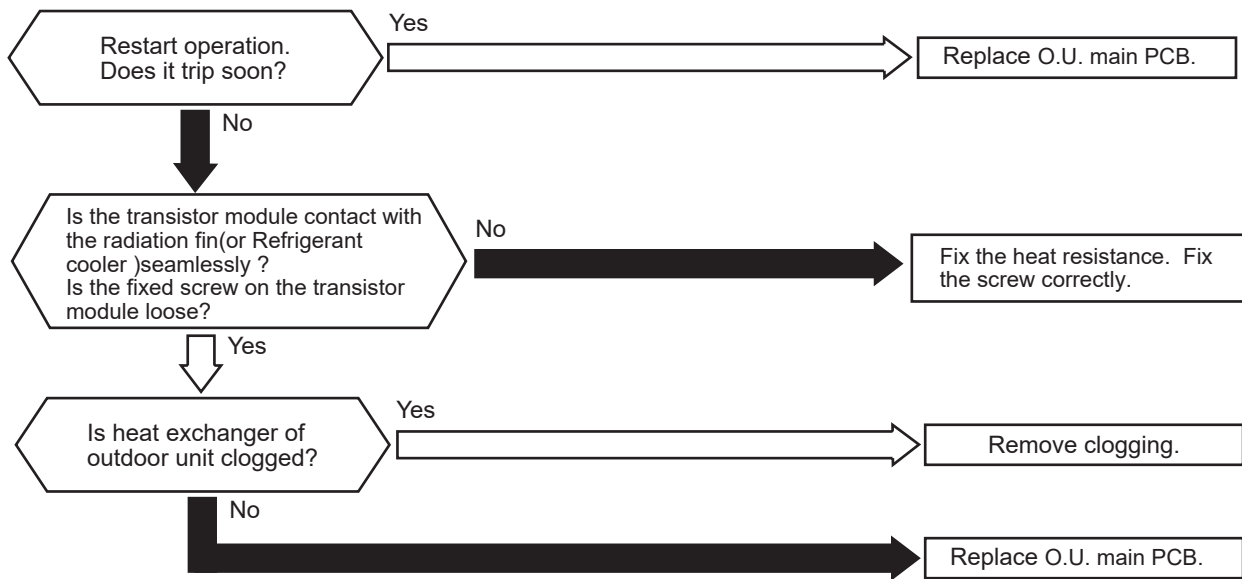 Yes
Restart operation.
Does it trip soon?
Replace O.U. main PCB.
No
Is the transistor module contact with
the radiation fin(or Refrigerant
cooler )seamlessly ?
Is the fixed screw on the transistor
module loose?
No
Fix the heat resistance.  Fix
the screw correctly.
Yes
Is heat exchanger of
outdoor unit clogged?
Yes
Remove clogging.
No
Replace O.U. main PCB.